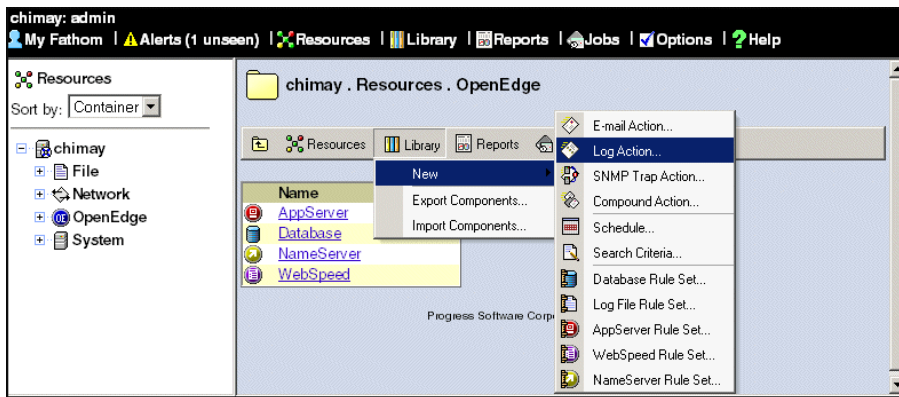 chimay: admin
My Fathom | Alerts (1 unseen) | Resources | Library | Reports | Jobs | Options | ? Help
Resources
Sort by: Container
chimay
File
Network
OpenEdge
System
chimay . Resources . OpenEdge
Resources Library Reports
Name
AppServer
Database
NameServer
WebSpeed
New
Export Components...
Import Components...
E-mail Action...
Log Action...
SNMP Trap Action...
Compound Action...
Schedule...
Search Criteria...
Database Rule Set...
Log File Rule Set...
AppServer Rule Set...
WebSpeed Rule Set...
NameServer Rule Set...
Progress Software Corp